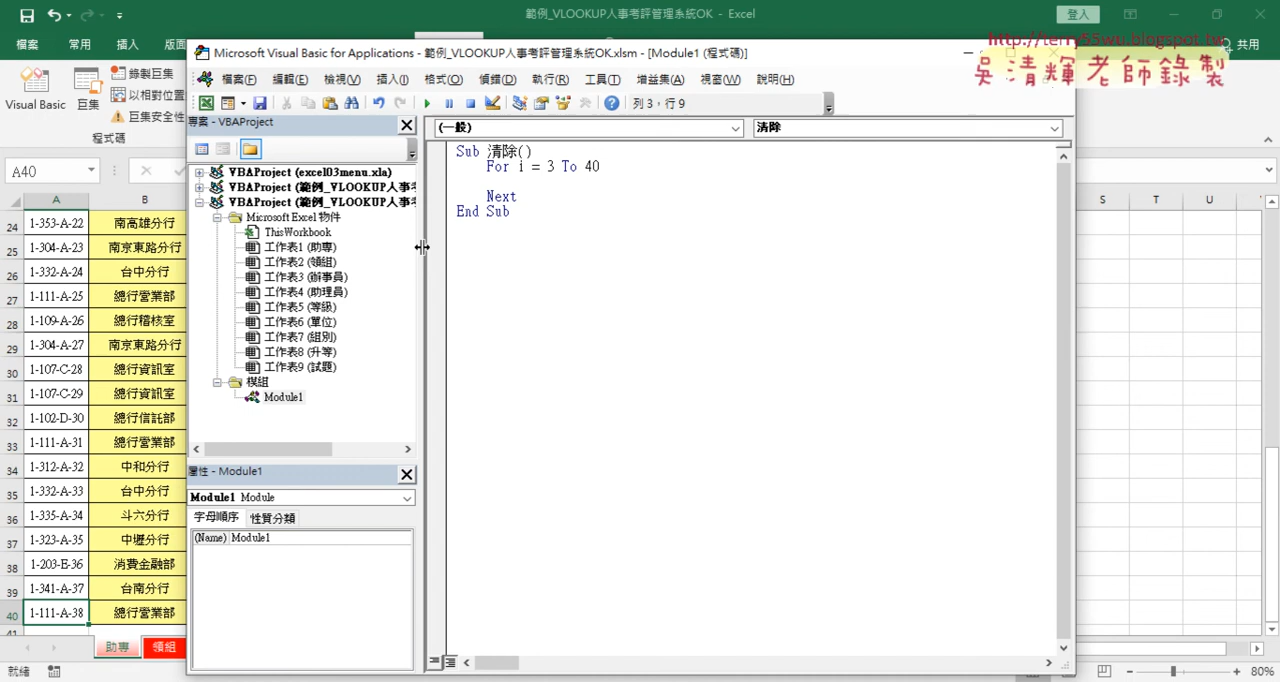 範例_VLOOKUP人事考評管理系統OK - Excel
登入
檔案 常用 插入 版面
共用
http://terry55wu.blogspot.tw
吳清輝老師錄製
Visual Basic 巨集
錄製巨集
以相對位置
巨集安全性
程式碼
A40
Microsoft Visual Basic for Applications - 範例_VLOOKUP人事考評管理系統OK.xlsm - [Module1 (程式碼)]
檔案(F) 編輯(E) 檢視(V) 插入(I) 格式(O) 偵錯(D) 執行(R) 工具(T) 增益集(A) 視窗(W) 說明(H)
列 3，行 9
專案 - VBAProject
VBAProject (excel03menu.xla)
VBAProject (範例_VLOOKUP人事考
VBAProject (範例_VLOOKUP人事考
Microsoft Excel 物件
ThisWorkbook
工作表1 (助專)
工作表2 (領組)
工作表3 (辦事員)
工作表4 (助理員)
工作表5 (等級)
工作表6 (單位)
工作表7 (組別)
工作表8 (升等)
工作表9 (試題)
模組
Module1
屬性 - Module1
Module1 Module
字母順序 性質分類
(Name) Module1
(一般) 清除
Sub 清除()
For i = 3 To 40
Next
End Sub
A B S T U
24 1-353-A-22 南高雄分行
25 1-304-A-23 南京東路分行
26 1-332-A-24 台中分行
27 1-111-A-25 總行營業部
28 1-109-A-26 總行稽核室
29 1-304-A-27 南京東路分行
30 1-107-C-28 總行資訊室
31 1-107-C-29 總行資訊室
32 1-102-D-30 總行信託部
33 1-111-A-31 總行營業部
34 1-312-A-32 中和分行
35 1-332-A-33 台中分行
36 1-335-A-34 斗六分行
37 1-323-A-35 中壢分行
38 1-203-E-36 消費金融部
39 1-341-A-37 台南分行
40 1-111-A-38 總行營業部
41
助專 領組
就緒
80%